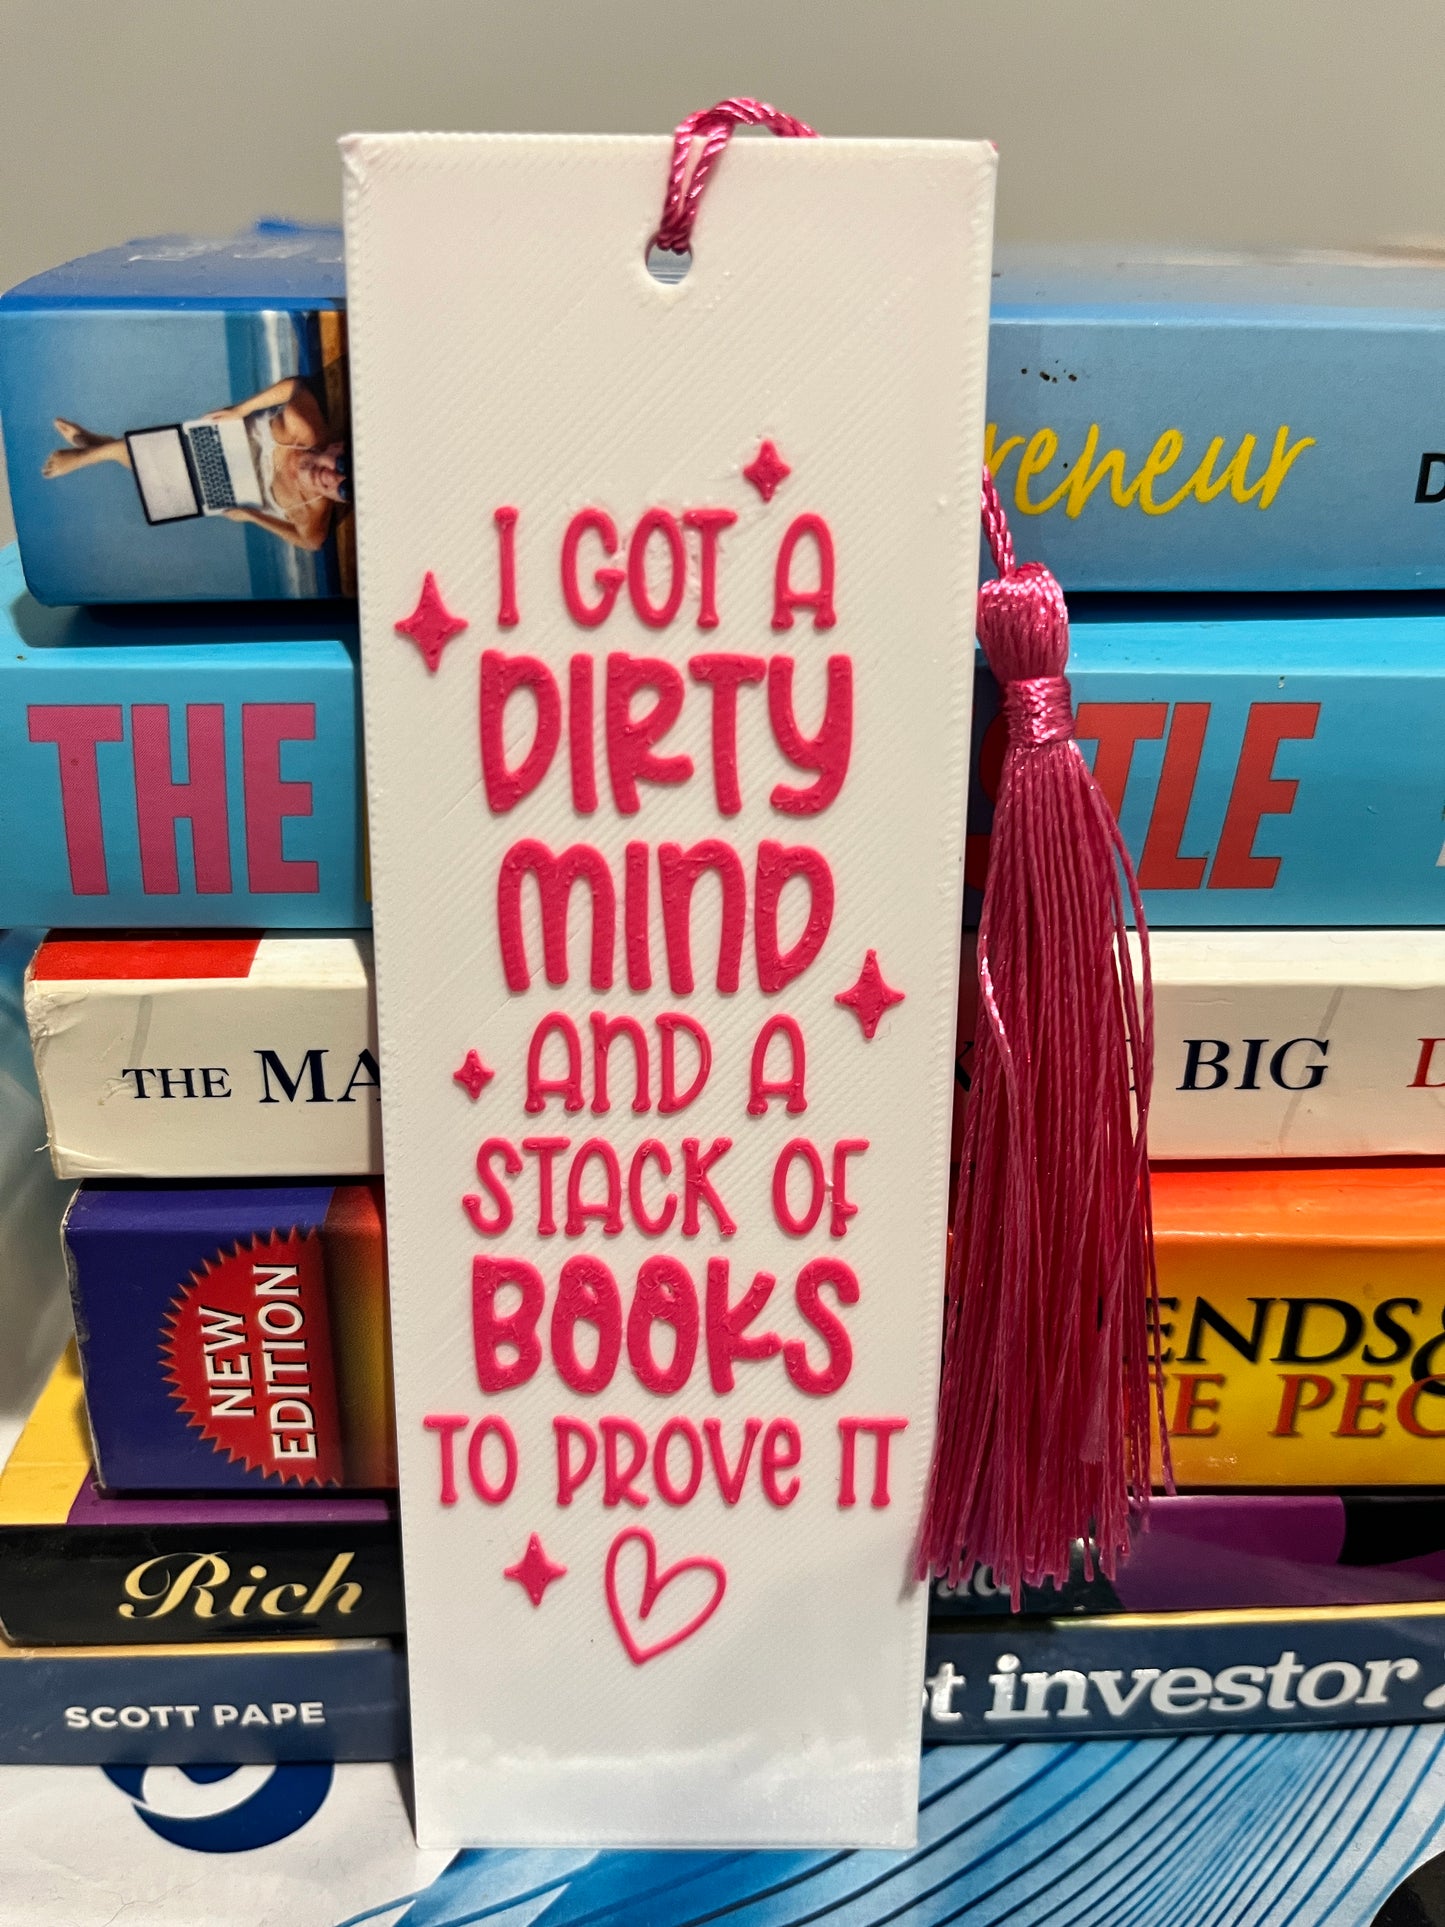 I GOT A
DIRTY
MIND
AND A
STACK OF
BOOKS
TO PROVE IT
reneur
D
THE
TLE
THE MA
BIG
D
NEW
EDITION
ENDS&
E PEO
Rich
SCOTT PAPE
t investor